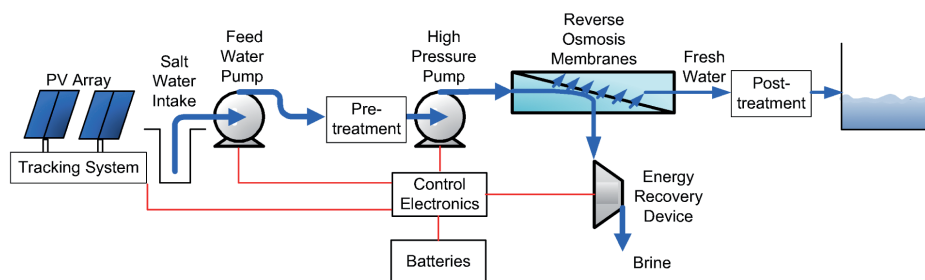 PV Array
Tracking System
Salt
Water
Intake
Feed
Water
Pump
Pre-
treatment
High
Pressure
Pump
Reverse
Osmosis
Membranes
Fresh
Water
Post-
treatment
Control
Electronics
Batteries
Energy
Recovery
Device
Brine